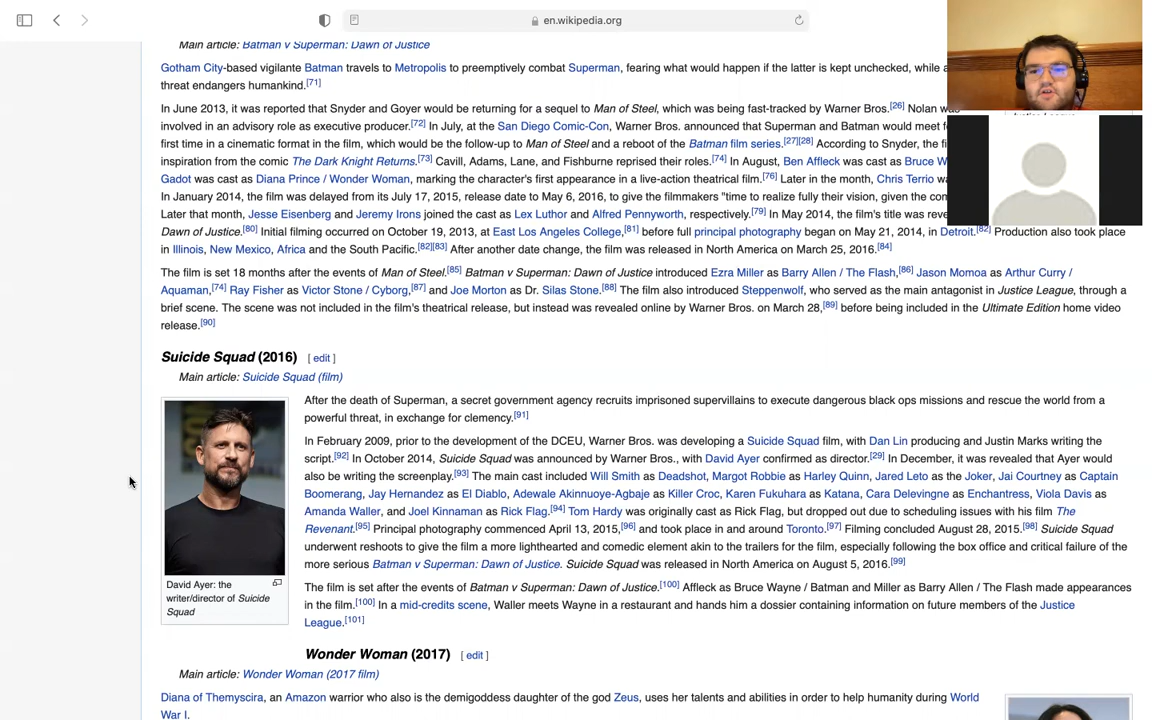 en.wikipedia.org
Main article: Batman v Superman: Dawn of Justice
Gotham City-based vigilante Batman travels to Metropolis to preemptively combat Superman, fearing what would happen if the latter is kept unchecked, while a
threat endangers humankind.[71]
In June 2013, it was reported that Snyder and Goyer would be returning for a sequel to Man of Steel, which was being fast-tracked by Warner Bros.[26] Nolan
involved in an advisory role as executive producer.[72] In July, at the San Diego Comic-Con, Warner Bros. announced that Superman and Batman would meet
first time in a cinematic format in the film, which would be the follow-up to Man of Steel and a reboot of the Batman film series.[27][28] According to Snyder, the
inspiration from the comic The Dark Knight Returns.[73] Cavill, Adams, Lane, and Fishburne reprised their roles.[74] In August, Ben Affleck was cast as Bruce
Gadot was cast as Diana Prince / Wonder Woman, marking the character's first appearance in a live-action theatrical film.[76] Later in the month, Chris Terrio
In January 2014, the film was delayed from its July 17, 2015, release date to May 6, 2016, to give the filmmakers "time to realize fully their vision, given the
Later that month, Jesse Eisenberg and Jeremy Irons joined the cast as Lex Luthor and Alfred Pennyworth, respectively.[79] In May 2014, the film's title was
Dawn of Justice.[80] Initial filming occurred on October 19, 2013, at East Los Angeles College,[81] before full principal photography began on May 21, 2014, in Detroit.[82] Production also took place
in Illinois, New Mexico, Africa and the South Pacific.[82][83] After another date change, the film was released in North America on March 25, 2016.[84]
The film is set 18 months after the events of Man of Steel.[85] Batman v Superman: Dawn of Justice introduced Ezra Miller as Barry Allen / The Flash,[86] Jason Momoa as Arthur Curry /
Aquaman,[74] Ray Fisher as Victor Stone / Cyborg,[87] and Joe Morton as Dr. Silas Stone.[88] The film also introduced Steppenwolf, who served as the main antagonist in Justice League, through a
brief scene. The scene was not included in the film's theatrical release, but instead was revealed online by Warner Bros. on March 28,[89] before being included in the Ultimate Edition home video
release.[90]
Suicide Squad (2016) [ edit ]
Main article: Suicide Squad (film)
After the death of Superman, a secret government agency recruits imprisoned supervillains to execute dangerous black ops missions and rescue the world from a
powerful threat, in exchange for clemency.[91]
In February 2009, prior to the development of the DCEU, Warner Bros. was developing a Suicide Squad film, with Dan Lin producing and Justin Marks writing the
script.[92] In October 2014, Suicide Squad was announced by Warner Bros., with David Ayer confirmed as director.[29] In December, it was revealed that Ayer would
also be writing the screenplay.[93] The main cast included Will Smith as Deadshot, Margot Robbie as Harley Quinn, Jared Leto as the Joker, Jai Courtney as Captain
Boomerang, Jay Hernandez as El Diablo, Adewale Akinnuoye-Agbaje as Killer Croc, Karen Fukuhara as Katana, Cara Delevingne as Enchantress, Viola Davis as
Amanda Waller, and Joel Kinnaman as Rick Flag.[94] Tom Hardy was originally cast as Rick Flag, but dropped out due to scheduling issues with his film The
Revenant.[95] Principal photography commenced April 13, 2015,[96] and took place in and around Toronto.[97] Filming concluded August 28, 2015.[98] Suicide Squad
underwent reshoots to give the film a more lighthearted and comedic element akin to the trailers for the film, especially following the box office and critical failure of the
more serious Batman v Superman: Dawn of Justice. Suicide Squad was released in North America on August 5, 2016.[99]
The film is set after the events of Batman v Superman: Dawn of Justice.[100] Affleck as Bruce Wayne / Batman and Miller as Barry Allen / The Flash made appearances
in the film.[100] In a mid-credits scene, Waller meets Wayne in a restaurant and hands him a dossier containing information on future members of the Justice
League.[101]
David Ayer: the
writer/director of Suicide
Squad
Wonder Woman (2017) [ edit ]
Main article: Wonder Woman (2017 film)
Diana of Themyscira, an Amazon warrior who also is the demigoddess daughter of the god Zeus, uses her talents and abilities in order to help humanity during World
War I.